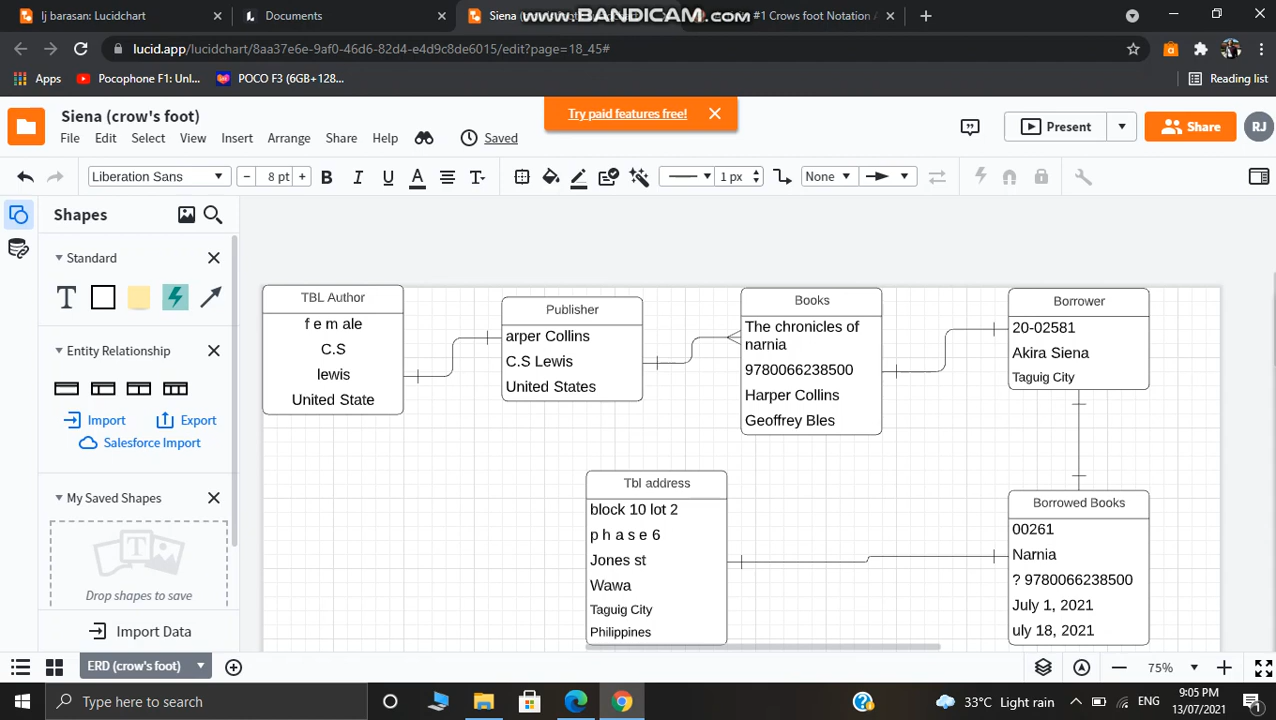 lj barasan: Lucidchart
Documents
Siena (
WWW.BANDICAM.COM
#1 Crows foot Notation
lucid.app/lucidchart/8aa37e6e-9af0-46d6-82d4-e4d9c8de6015/edit?page=18_45#
Apps
Pocophone F1: Unl...
POCO F3 (6GB+128...
Reading list
Siena (crow's foot)
Try paid features free!
File
Edit
Select
View
Insert
Arrange
Share
Help
Saved
Present
Share
RJ
Liberation Sans
8 pt
B
I
U
A
T
1 px
None
Shapes
Standard
T
Entity Relationship
Import
Export
Salesforce Import
My Saved Shapes
Drop shapes to save
Import Data
TBL Author
f e m ale
C.S
lewis
United State
Publisher
arper Collins
C.S Lewis
United States
Books
The chronicles of
narnia
9780066238500
Harper Collins
Geoffrey Bles
Borrower
20-02581
Akira Siena
Taguig City
Tbl address
block 10 lot 2
p h a s e 6
Jones st
Wawa
Taguig City
Philippines
Borrowed Books
00261
Narnia
? 9780066238500
July 1, 2021
uly 18, 2021
ERD (crow's foot)
75%
Type here to search
33°C Light rain
ENG
9:05 PM
13/07/2021
1